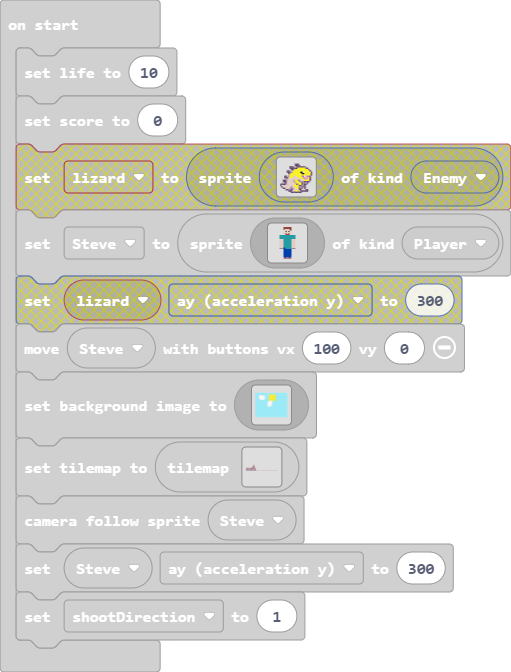 on start
set life to 10
set score to 0
set lizard to sprite of kind Enemy
set Steve to sprite of kind Player
set lizard ay (acceleration y) to 300
move Steve with buttons vx 100 vy 0
set background image to
set tilemap to tilemap
camera follow sprite Steve
set Steve ay (acceleration y) to 300
set shootDirection to 1